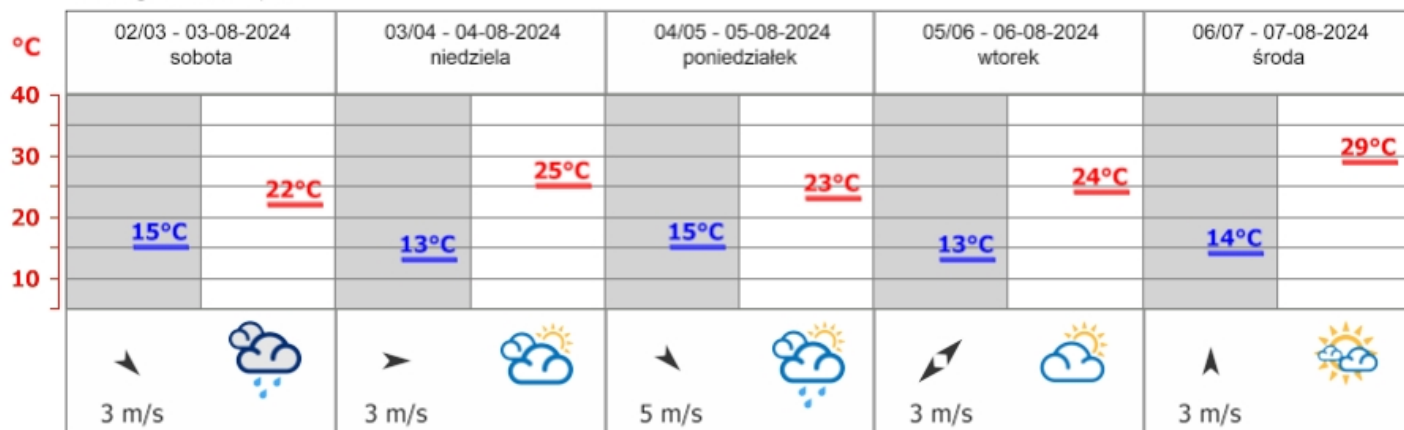 °C
02/03 - 03-08-2024
sobota
03/04 - 04-08-2024
niedziela
04/05 - 05-08-2024
poniedziałek
05/06 - 06-08-2024
wtorek
06/07 - 07-08-2024
środa
40
30
20
10
15°C
22°C
13°C
25°C
15°C
23°C
13°C
24°C
14°C
29°C
3 m/s
3 m/s
5 m/s
3 m/s
3 m/s